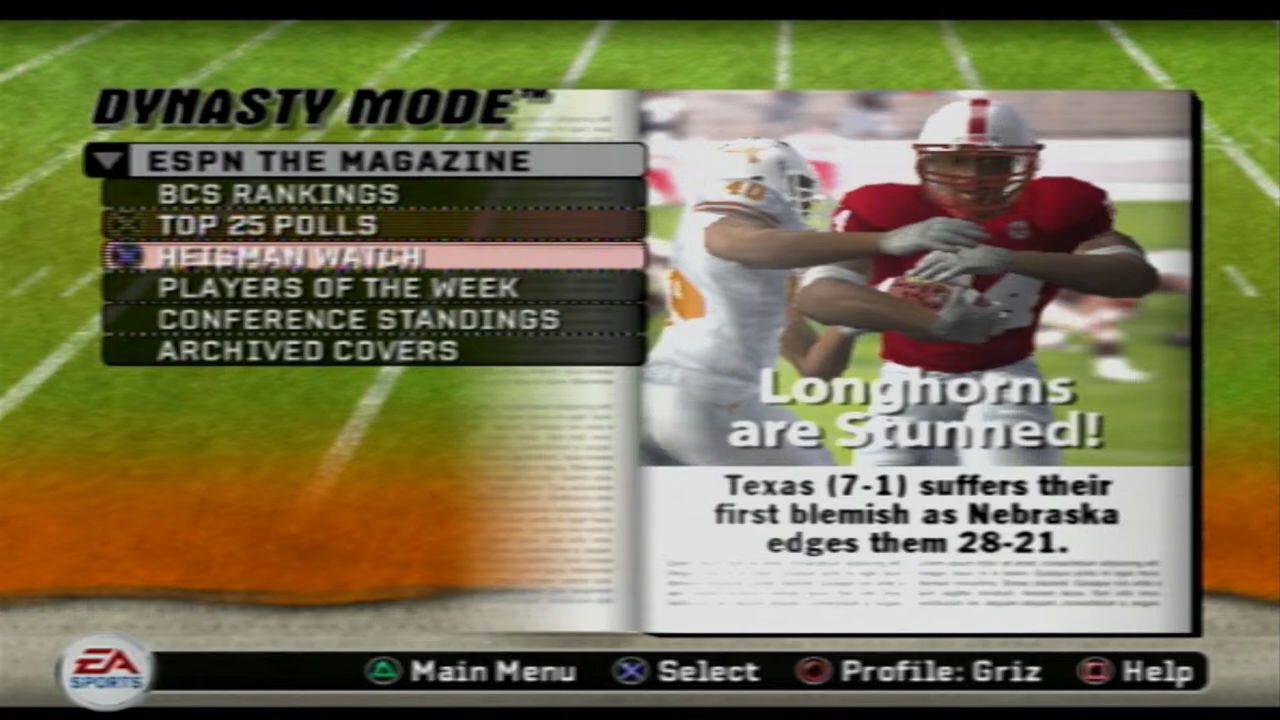 DYNASTY MODE™
ESPN THE MAGAZINE
BCS RANKINGS
TOP 25 POLLS
HEISMAN WATCH
PLAYERS OF THE WEEK
CONFERENCE STANDINGS
ARCHIVED COVERS
40
Longhorns
are Stunned!
Texas (7-1) suffers their
first blemish as Nebraska
edges them 28-21.
EA
SPORTS
Main Menu
Select
Profile: Griz
Help